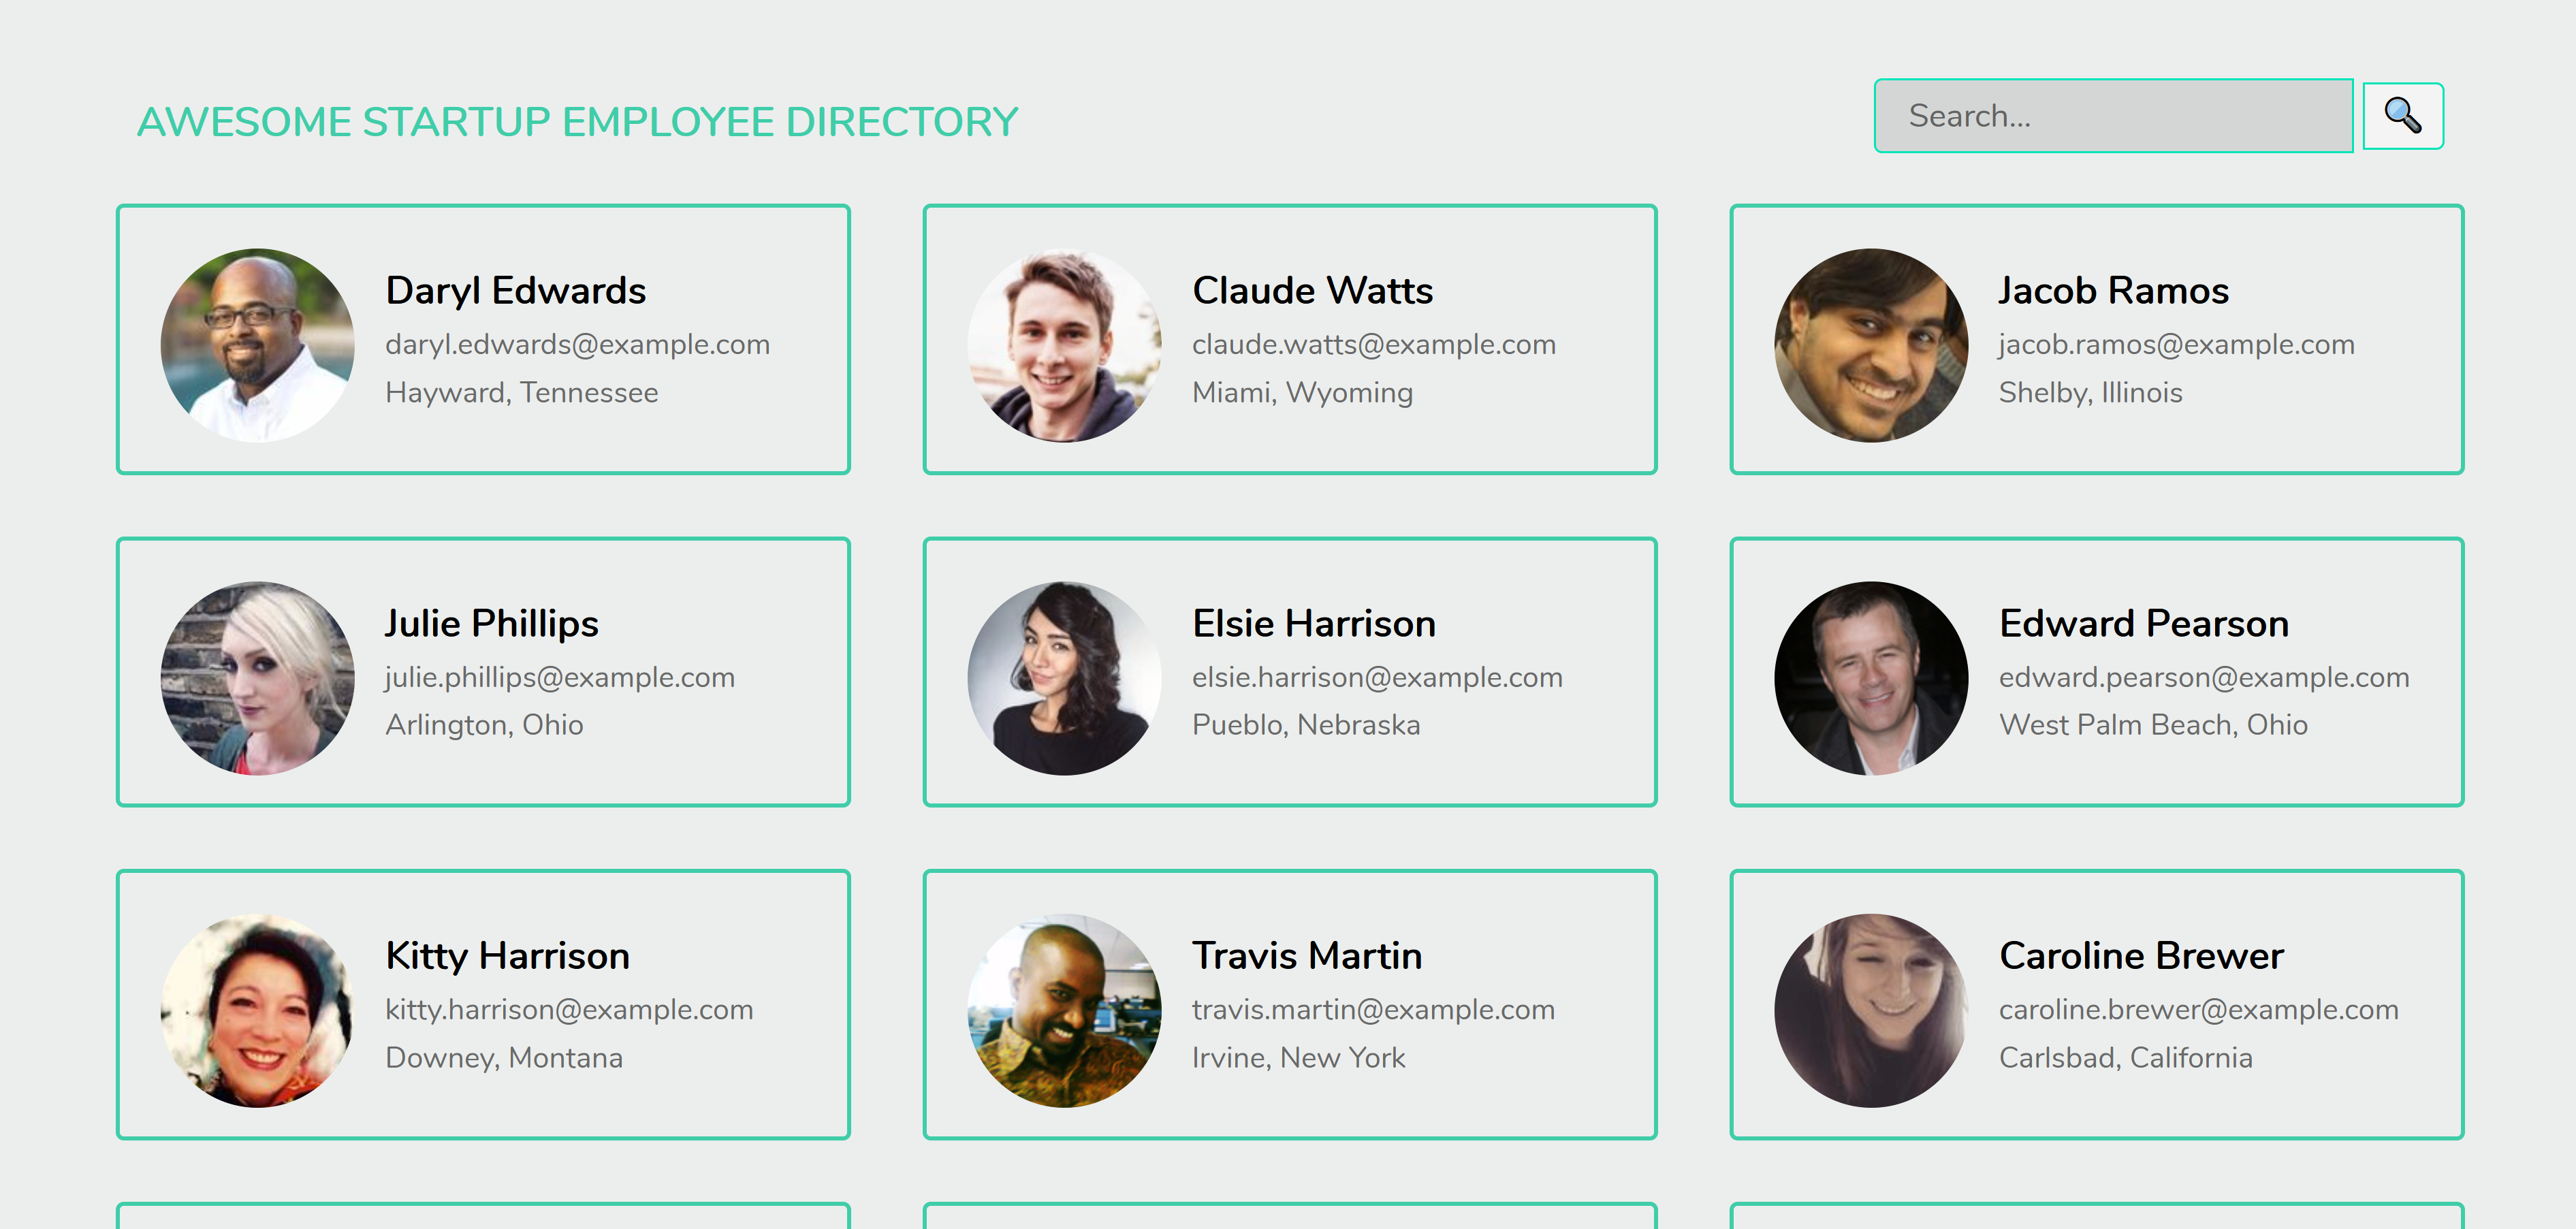 AWESOME STARTUP EMPLOYEE DIRECTORY
Search...
Daryl Edwards
daryl.edwards@example.com
Hayward, Tennessee
Claude Watts
claude.watts@example.com
Miami, Wyoming
Jacob Ramos
jacob.ramos@example.com
Shelby, Illinois
Julie Phillips
julie.phillips@example.com
Arlington, Ohio
Elsie Harrison
elsie.harrison@example.com
Pueblo, Nebraska
Edward Pearson
edward.pearson@example.com
West Palm Beach, Ohio
Kitty Harrison
kitty.harrison@example.com
Downey, Montana
Travis Martin
travis.martin@example.com
Irvine, New York
Caroline Brewer
caroline.brewer@example.com
Carlsbad, California